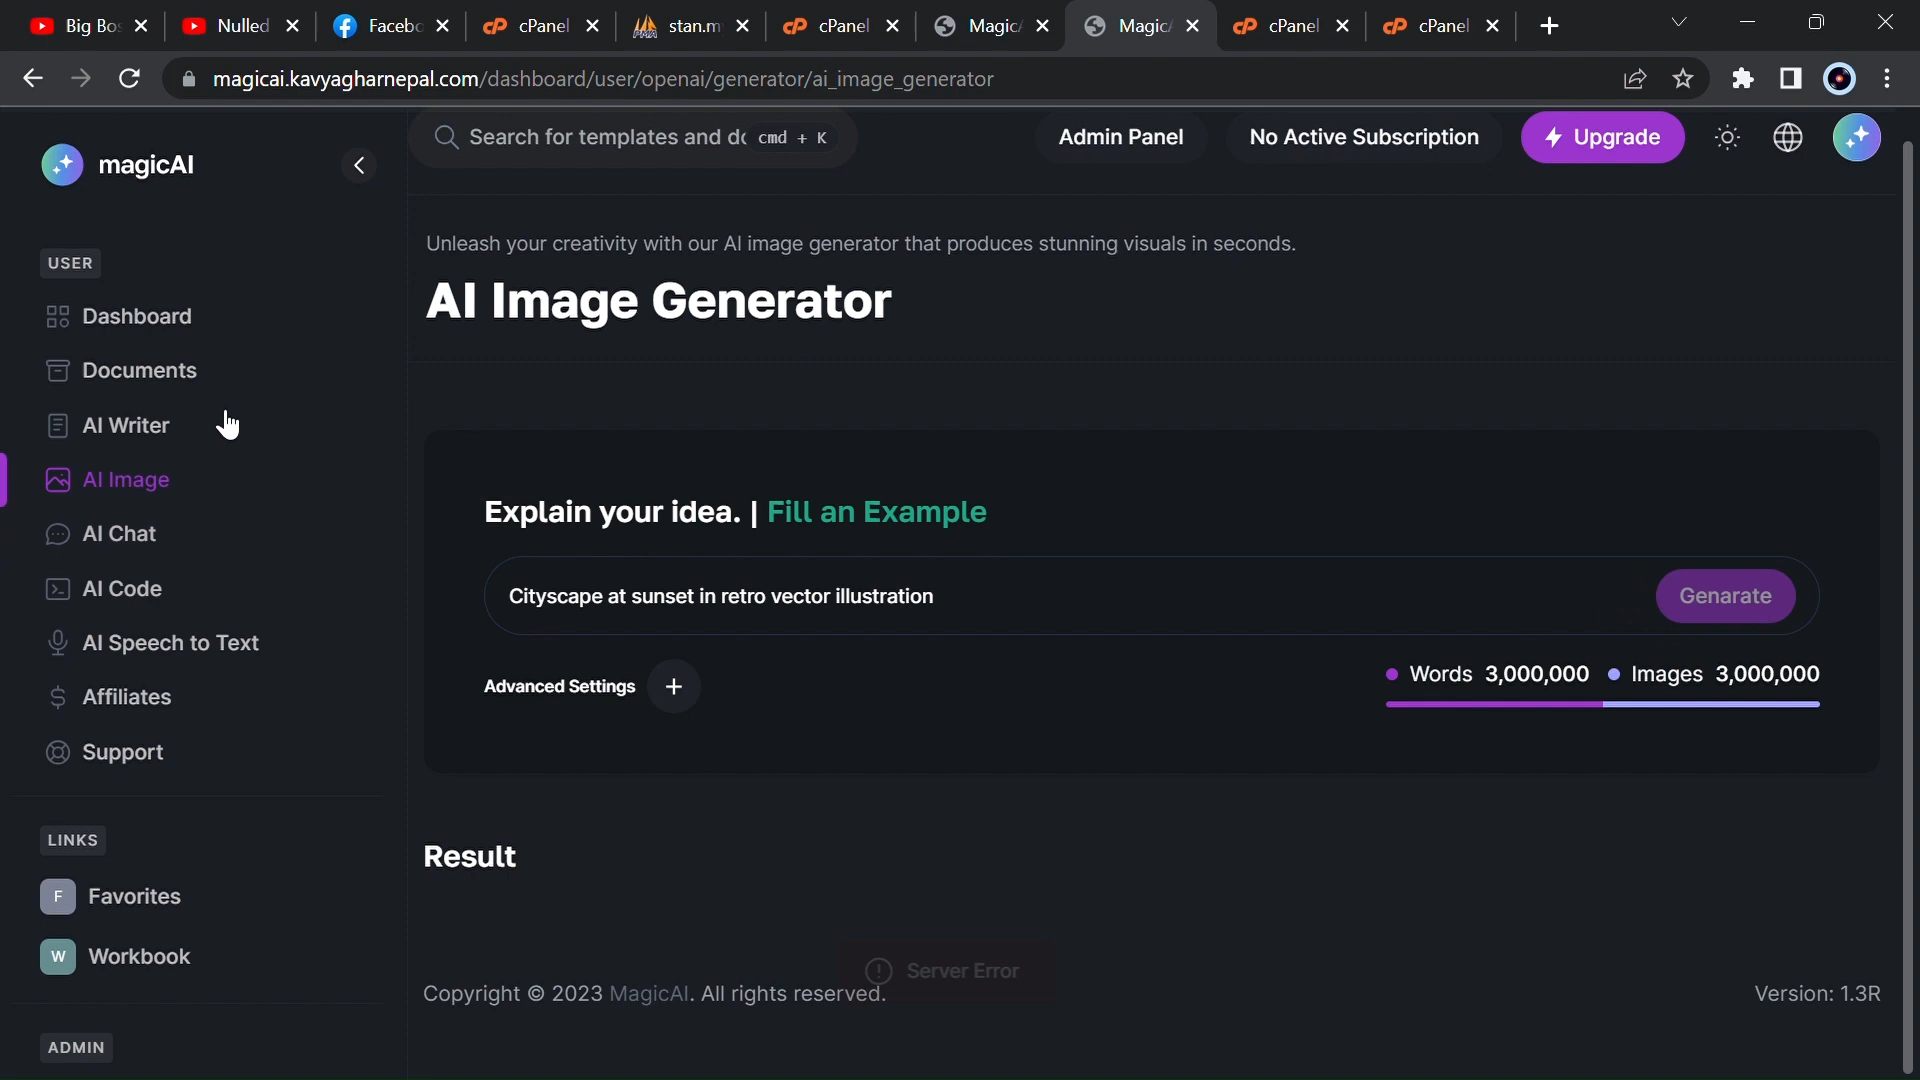 Big Bos
Nulled
Facebo
cPanel
stan.m
cPanel
MagicA
MagicA
cPanel
cPanel
magicai.kavyagharnepal.com/dashboard/user/openai/generator/ai_image_generator
magicAI
Search for templates and do
cmd + K
Admin Panel
No Active Subscription
Upgrade
USER
Dashboard
Documents
AI Writer
AI Image
AI Chat
AI Code
AI Speech to Text
Affiliates
Support
LINKS
F Favorites
W Workbook
ADMIN
Unleash your creativity with our AI image generator that produces stunning visuals in seconds.
AI Image Generator
Explain your idea. | Fill an Example
Cityscape at sunset in retro vector illustration
Genarate
Advanced Settings +
Words 3,000,000 Images 3,000,000
Result
Server Error
Copyright © 2023 MagicAI. All rights reserved.
Version: 1.3R